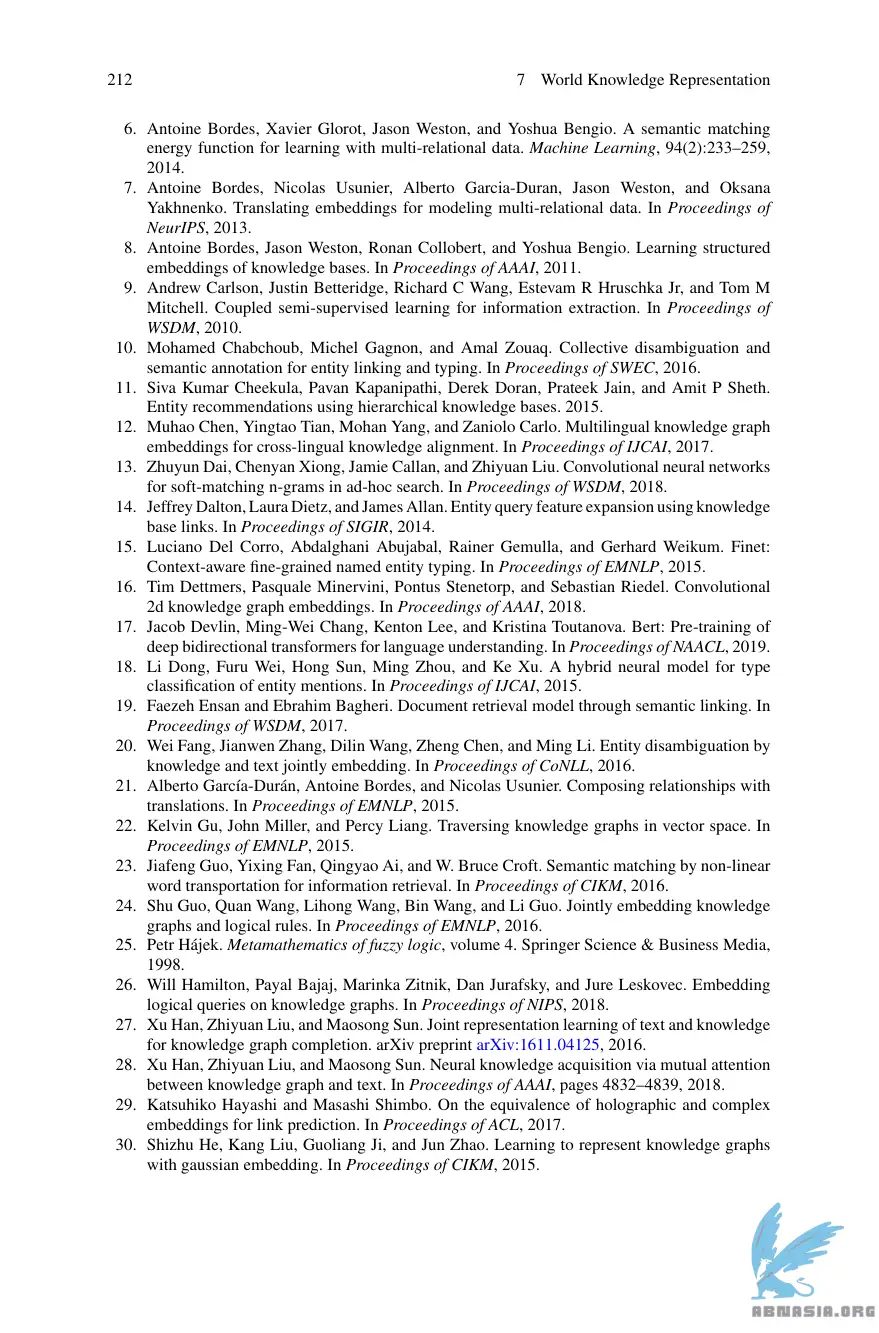 212
7 World Knowledge Representation
6. Antoine Bordes, Xavier Glorot, Jason Weston, and Yoshua Bengio. A semantic matching
energy function for learning with multi-relational data. Machine Learning, 94(2):233–259,
2014.
7. Antoine Bordes, Nicolas Usunier, Alberto Garcia-Duran, Jason Weston, and Oksana
Yakhnenko. Translating embeddings for modeling multi-relational data. In Proceedings of
NeurIPS, 2013.
8. Antoine Bordes, Jason Weston, Ronan Collobert, and Yoshua Bengio. Learning structured
embeddings of knowledge bases. In Proceedings of AAAI, 2011.
9. Andrew Carlson, Justin Betteridge, Richard C Wang, Estevam R Hruschka Jr, and Tom M
Mitchell. Coupled semi-supervised learning for information extraction. In Proceedings of
WSDM, 2010.
10. Mohamed Chabchoub, Michel Gagnon, and Amal Zouaq. Collective disambiguation and
semantic annotation for entity linking and typing. In Proceedings of SWEC, 2016.
11. Siva Kumar Cheekula, Pavan Kapanipathi, Derek Doran, Prateek Jain, and Amit P Sheth.
Entity recommendations using hierarchical knowledge bases. 2015.
12. Muhao Chen, Yingtao Tian, Mohan Yang, and Zaniolo Carlo. Multilingual knowledge graph
embeddings for cross-lingual knowledge alignment. In Proceedings of IJCAI, 2017.
13. Zhuyun Dai, Chenyan Xiong, Jamie Callan, and Zhiyuan Liu. Convolutional neural networks
for soft-matching n-grams in ad-hoc search. In Proceedings of WSDM, 2018.
14. Jeffrey Dalton, Laura Dietz, and James Allan. Entity query feature expansion using knowledge
base links. In Proceedings of SIGIR, 2014.
15. Luciano Del Corro, Abdalghani Abujabal, Rainer Gemulla, and Gerhard Weikum. Finet:
Context-aware fine-grained named entity typing. In Proceedings of EMNLP, 2015.
16. Tim Dettmers, Pasquale Minervini, Pontus Stenetorp, and Sebastian Riedel. Convolutional
2d knowledge graph embeddings. In Proceedings of AAAI, 2018.
17. Jacob Devlin, Ming-Wei Chang, Kenton Lee, and Kristina Toutanova. Bert: Pre-training of
deep bidirectional transformers for language understanding. In Proceedings of NAACL, 2019.
18. Li Dong, Furu Wei, Hong Sun, Ming Zhou, and Ke Xu. A hybrid neural model for type
classification of entity mentions. In Proceedings of IJCAI, 2015.
19. Faezeh Ensan and Ebrahim Bagheri. Document retrieval model through semantic linking. In
Proceedings of WSDM, 2017.
20. Wei Fang, Jianwen Zhang, Dilin Wang, Zheng Chen, and Ming Li. Entity disambiguation by
knowledge and text jointly embedding. In Proceedings of CoNLL, 2016.
21. Alberto García-Durán, Antoine Bordes, and Nicolas Usunier. Composing relationships with
translations. In Proceedings of EMNLP, 2015.
22. Kelvin Gu, John Miller, and Percy Liang. Traversing knowledge graphs in vector space. In
Proceedings of EMNLP, 2015.
23. Jiafeng Guo, Yixing Fan, Qingyao Ai, and W. Bruce Croft. Semantic matching by non-linear
word transportation for information retrieval. In Proceedings of CIKM, 2016.
24. Shu Guo, Quan Wang, Lihong Wang, Bin Wang, and Li Guo. Jointly embedding knowledge
graphs and logical rules. In Proceedings of EMNLP, 2016.
25. Petr Hájek. Metamathematics of fuzzy logic, volume 4. Springer Science & Business Media,
1998.
26. Will Hamilton, Payal Bajaj, Marinka Zitnik, Dan Jurafsky, and Jure Leskovec. Embedding
logical queries on knowledge graphs. In Proceedings of NIPS, 2018.
27. Xu Han, Zhiyuan Liu, and Maosong Sun. Joint representation learning of text and knowledge
for knowledge graph completion. arXiv preprint arXiv:1611.04125, 2016.
28. Xu Han, Zhiyuan Liu, and Maosong Sun. Neural knowledge acquisition via mutual attention
between knowledge graph and text. In Proceedings of AAAI, pages 4832–4839, 2018.
29. Katsuhiko Hayashi and Masashi Shimbo. On the equivalence of holographic and complex
embeddings for link prediction. In Proceedings of ACL, 2017.
30. Shizhu He, Kang Liu, Guoliang Ji, and Jun Zhao. Learning to represent knowledge graphs
with gaussian embedding. In Proceedings of CIKM, 2015.
ABNASIA.ORG